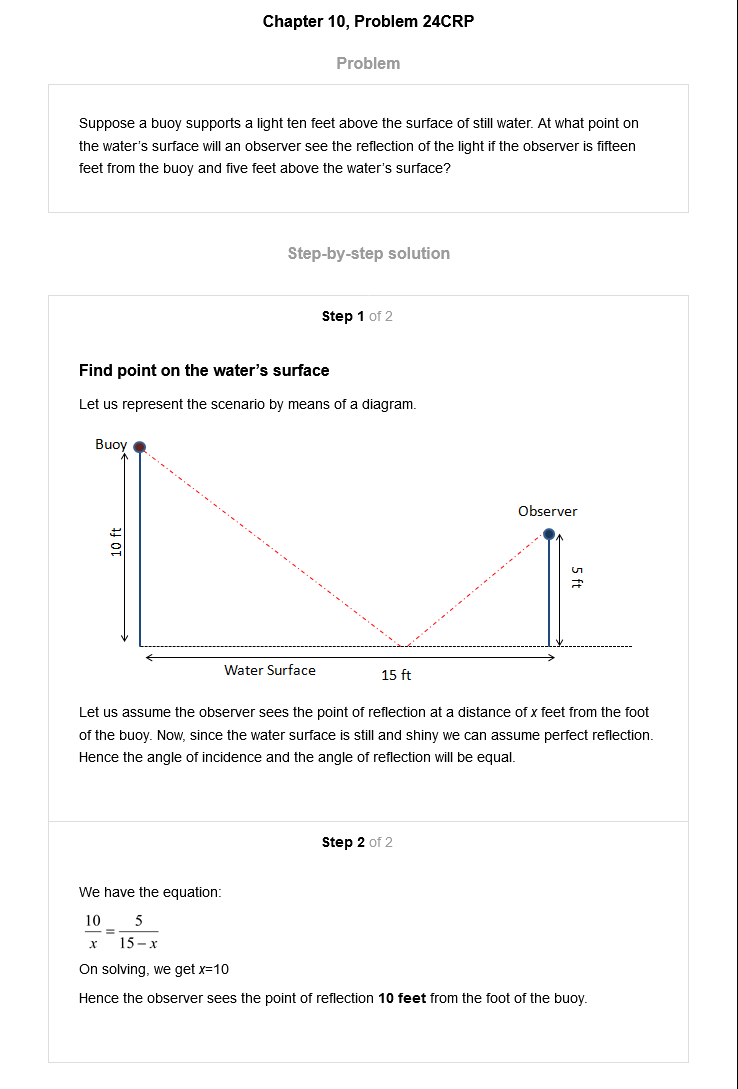 Chapter 10, Problem 24CRP
Problem
Suppose a buoy supports a light ten feet above the surface of still water. At what point on
the water's surface will an observer see the reflection of the light if the observer is fifteen
feet from the buoy and five feet above the water's surface?
Step-by-step solution
Step 1 of 2
Find point on the water's surface
Let us represent the scenario by means of a diagram.
Buoy
Observer
10 ft
5 ft
Water Surface
15 ft
Let us assume the observer sees the point of reflection at a distance of x feet from the foot
of the buoy. Now, since the water surface is still and shiny we can assume perfect reflection.
Hence the angle of incidence and the angle of reflection will be equal.
Step 2 of 2
We have the equation:
10/x = 5/(15 – x)
On solving, we get x=10
Hence the observer sees the point of reflection 10 feet from the foot of the buoy.